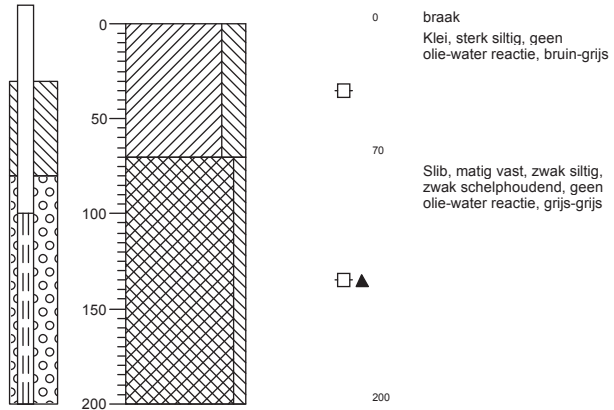 0
50
100
150
200
0
braak
Klei, sterk siltig, geen
olie-water reactie, bruin-grijs
70
Slib, matig vast, zwak siltig,
zwak schelphoudend, geen
olie-water reactie, grijs-grijs
200